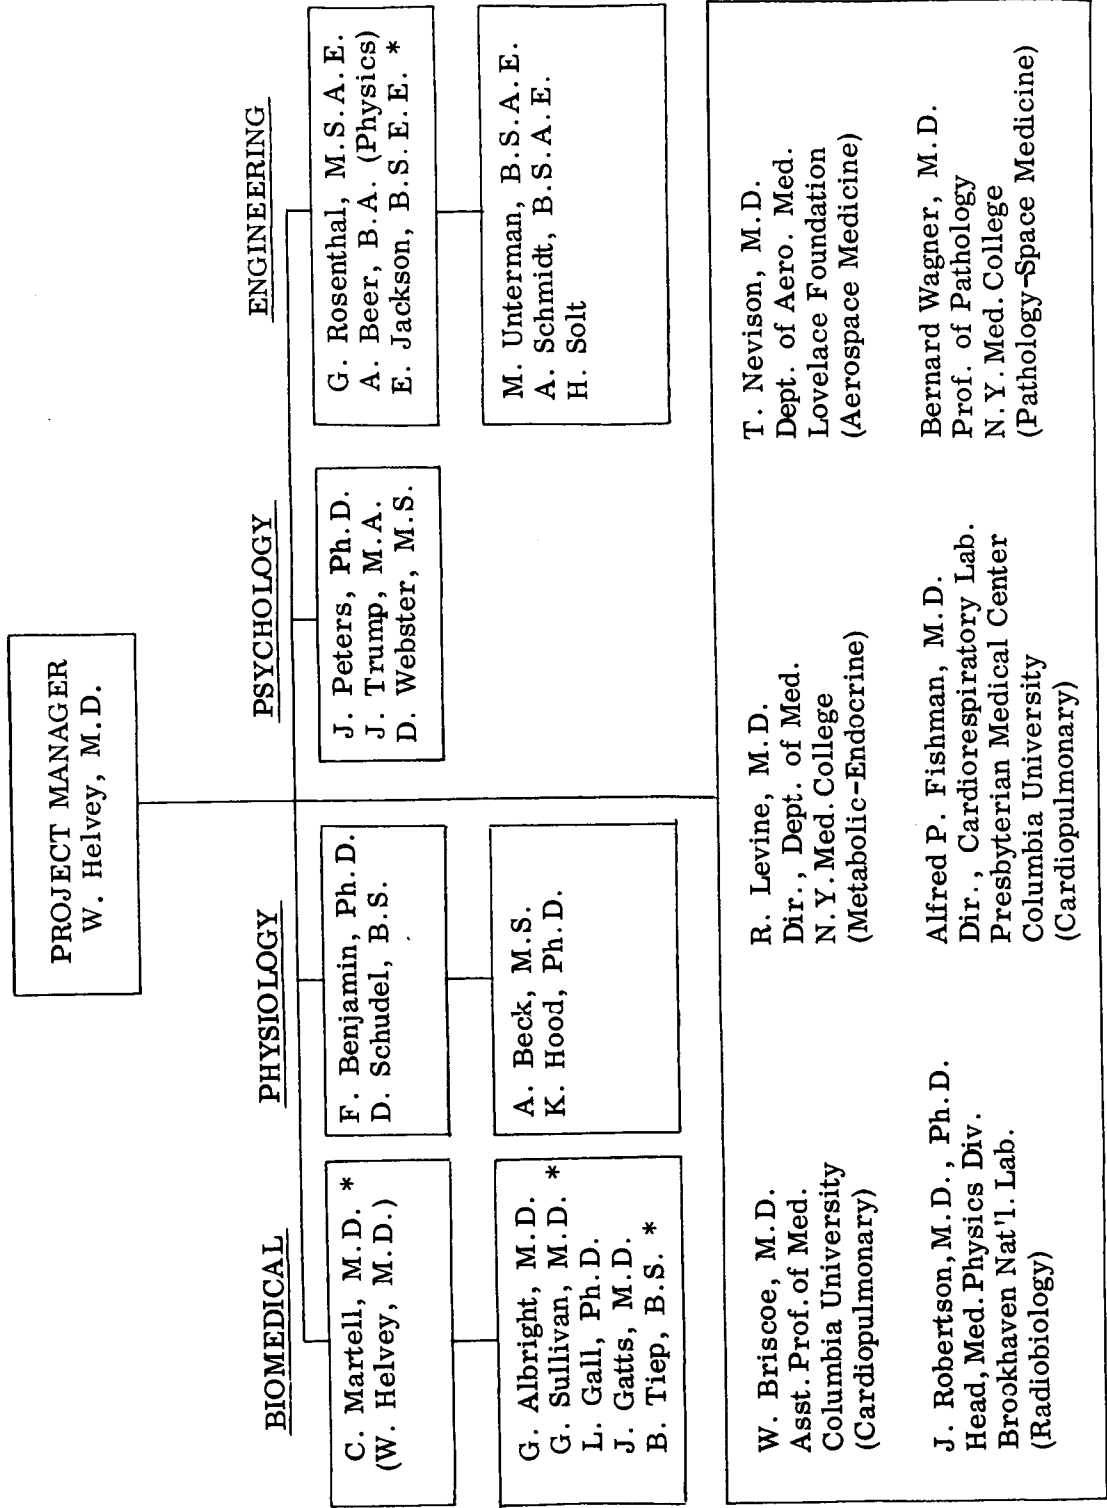 PROJECT MANAGER
W. Helvey, M.D.
BIOMEDICAL
PHYSIOLOGY
PSYCHOLOGY
ENGINEERING
C. Martell, M.D. *
(W. Helvey, M.D.)
F. Benjamin, Ph.D.
D. Schudel, B.S.
J. Peters, Ph.D.
J. Trump, M.A.
D. Webster, M.S.
G. Rosenthal, M.S.A.E.
A. Beer, B.A. (Physics)
E. Jackson, B.S.E.E. *
G. Albright, M.D.
G. Sullivan, M.D. *
L. Gall, Ph.D.
J. Gatts, M.D.
B. Tiep, B.S. *
A. Beck, M.S.
K. Hood, Ph.D.
M. Unterman, B.S.A.E.
A. Schmidt, B.S.A.E.
H. Solt
W. Briscoe, M.D.
Asst. Prof. of Med.
Columbia University
(Cardiopulmonary)
R. Levine, M.D.
Dir., Dept. of Med.
N.Y. Med. College
(Metabolic-Endocrine)
T. Nevison, M.D.
Dept. of Aero. Med.
Lovelace Foundation
(Aerospace Medicine)
J. Robertson, M.D., Ph.D.
Head, Med. Physics Div.
Brookhaven Nat'l. Lab.
(Radiobiology)
Alfred P. Fishman, M.D.
Dir., Cardiorespiratory Lab.
Presbyterian Medical Center
Columbia University
(Cardiopulmonary)
Bernard Wagner, M.D.
Prof. of Pathology
N.Y. Med. College
(Pathology-Space Medicine)